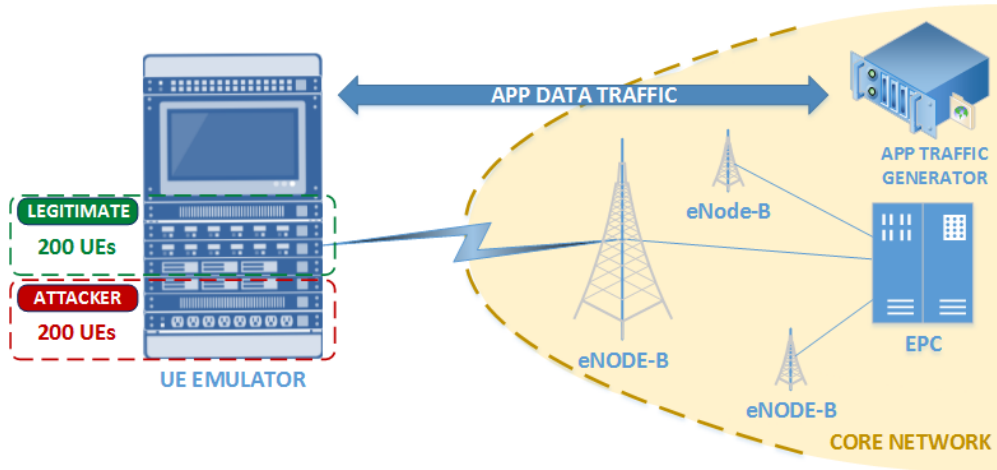 APP DATA TRAFFIC
APP TRAFFIC
GENERATOR
LEGITIMATE
200 UEs
ATTACKER
200 UEs
UE EMULATOR
eNode-B
eNODE-B
eNODE-B
EPC
CORE NETWORK